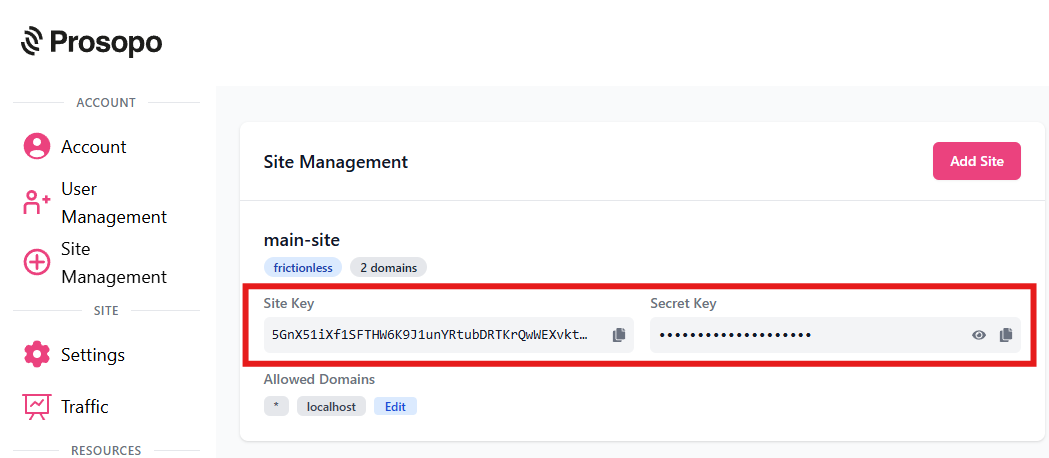 Prosopo
ACCOUNT
Account
User
Management
Site
Management
SITE
Settings
Traffic
RESOURCES
Site Management
Add Site
main-site
frictionless 2 domains
Site Key Secret Key
5GnX51iXf1SFTHW6K9J1unYRtubDRTKrQwWEXvkt… ••••••••••••••••••••
Allowed Domains
* localhost Edit